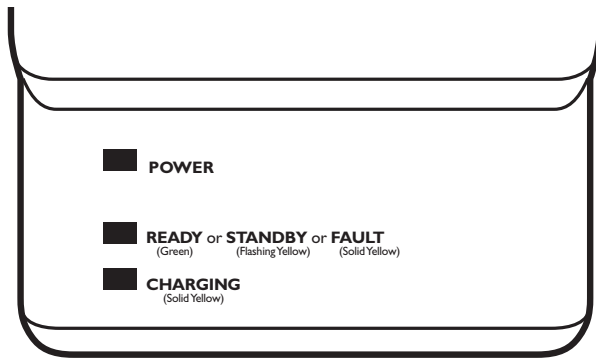 POWER
READY or STANDBY or FAULT
(Green) (Flashing Yellow) (Solid Yellow)
CHARGING
(Solid Yellow)